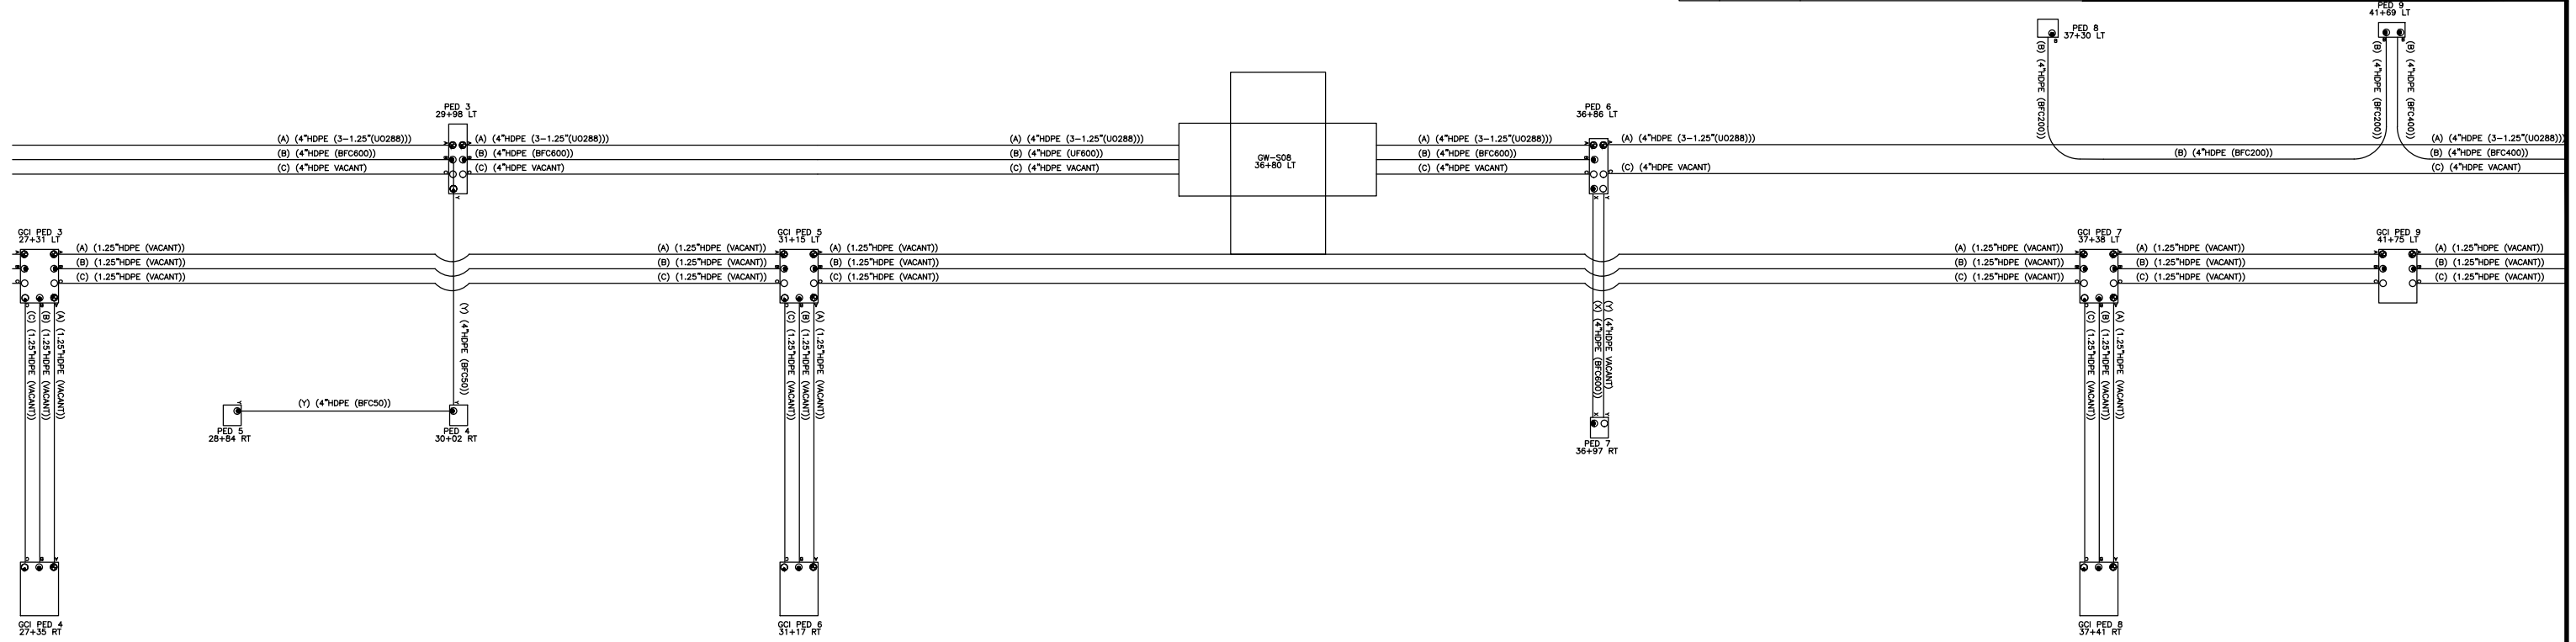 PED 9
41+69 LT
PED 8
37+30 LT
(B) (4"HDPE (BFC200))
(B) (4"HDPE (BFC200))
(B) (4"HDPE (BFC400))
PED 3
29+98 LT
PED 6
36+86 LT
(A) (4"HDPE (3-1.25"(UO288)))
(A) (4"HDPE (3-1.25"(UO288)))
(A) (4"HDPE (3-1.25"(UO288)))
(A) (4"HDPE (3-1.25"(UO288)))
(A) (4"HDPE (3-1.25"(UO288)))
(A) (4"HDPE (3-1.25"(UO288)))
(B) (4"HDPE (BFC600))
(B) (4"HDPE (BFC600))
(B) (4"HDPE (UF600))
GW-S08
36+80 LT
(B) (4"HDPE (BFC600))
(B) (4"HDPE (BFC200))
(B) (4"HDPE (BFC400))
(C) (4"HDPE VACANT)
(C) (4"HDPE VACANT)
(C) (4"HDPE VACANT)
(C) (4"HDPE VACANT)
(C) (4"HDPE VACANT)
(C) (4"HDPE VACANT)
GCI PED 3
27+31 LT
GCI PED 5
31+15 LT
GCI PED 7
37+38 LT
GCI PED 9
41+75 LT
(A) (1.25"HDPE (VACANT))
(A) (1.25"HDPE (VACANT))
(A) (1.25"HDPE (VACANT))
(A) (1.25"HDPE (VACANT))
(A) (1.25"HDPE (VACANT))
(A) (1.25"HDPE (VACANT))
(B) (1.25"HDPE (VACANT))
(B) (1.25"HDPE (VACANT))
(B) (1.25"HDPE (VACANT))
(B) (1.25"HDPE (VACANT))
(B) (1.25"HDPE (VACANT))
(B) (1.25"HDPE (VACANT))
(C) (1.25"HDPE (VACANT))
(C) (1.25"HDPE (VACANT))
(C) (1.25"HDPE (VACANT))
(C) (1.25"HDPE (VACANT))
(C) (1.25"HDPE (VACANT))
(C) (1.25"HDPE (VACANT))
(C) (1.25"HDPE (VACANT))
(B) (1.25"HDPE (VACANT))
(A) (1.25"HDPE (VACANT))
(Y) (4"HDPE (BFC50))
(C) (1.25"HDPE (VACANT))
(B) (1.25"HDPE (VACANT))
(A) (1.25"HDPE (VACANT))
(X) (4"HDPE (BFC600))
(Y) (4"HDPE VACANT)
(C) (1.25"HDPE (VACANT))
(B) (1.25"HDPE (VACANT))
(A) (1.25"HDPE (VACANT))
(Y) (4"HDPE (BFC50))
PED 5
28+84 RT
PED 4
30+02 RT
PED 7
36+97 RT
GCI PED 4
27+35 RT
GCI PED 6
31+17 RT
GCI PED 8
37+41 RT